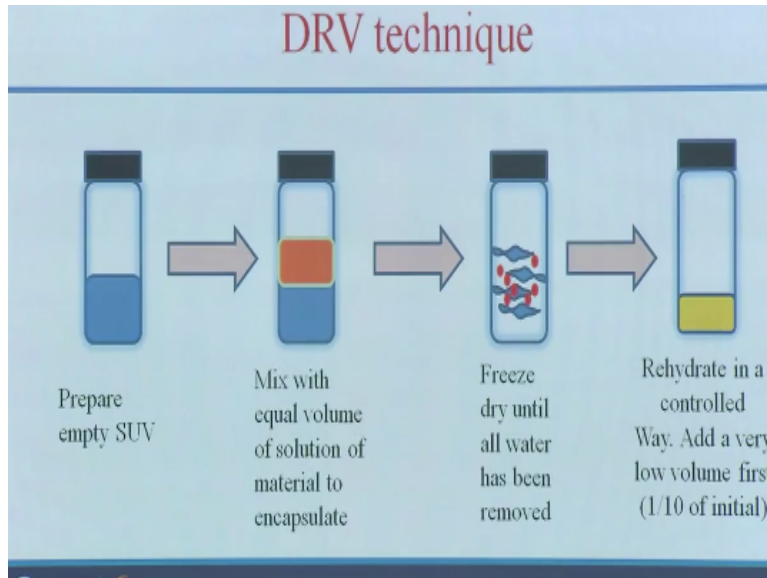 DRV technique
Prepare
empty SUV
Mix with
equal volume
of solution of
material to
encapsulate
Freeze
dry until
all water
has been
removed
Rehydrate in a
controlled
Way. Add a very
low volume first
(1/10 of initial)